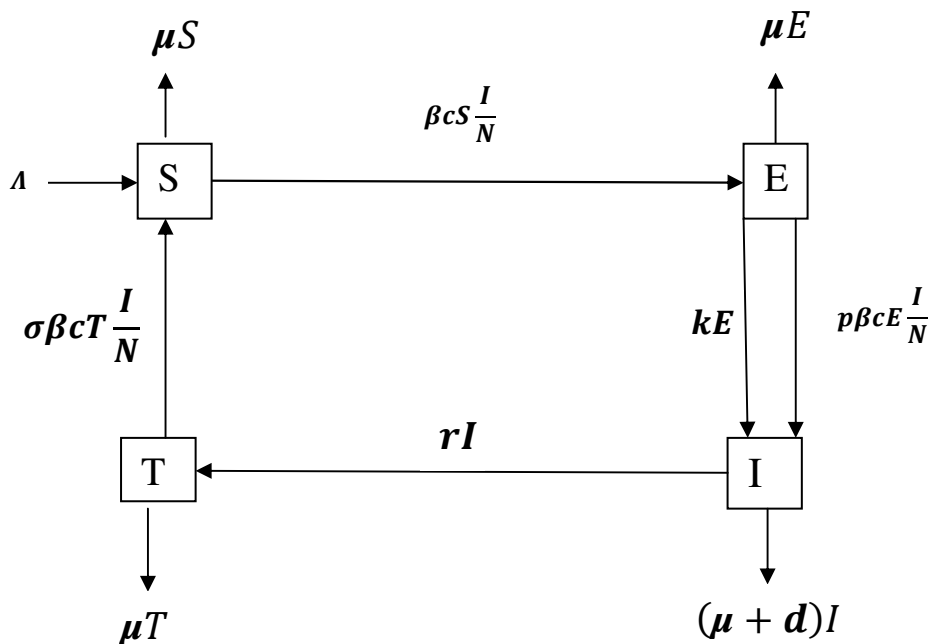 μS
μE
βcS I/N
Λ
S
E
σβcT I/N
kE
pβcE I/N
rI
T
I
μT
(μ + d)I